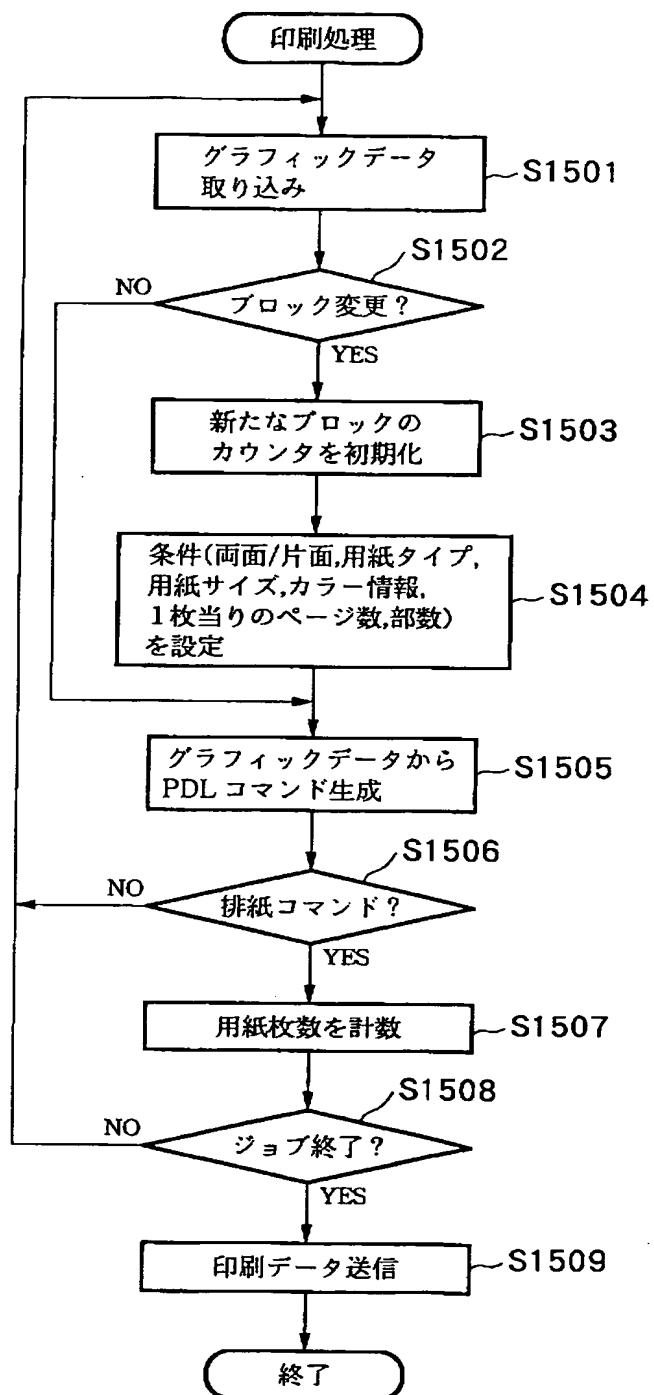 印刷処理
グラフィックデータ
取り込み
S1501
S1502
NO
ブロック変更?
YES
新たなブロックの
カウンタを初期化
S1503
条件(両面/片面,用紙タイプ,
用紙サイズ,カラー情報,
1枚当りのページ数,部数)
を設定
S1504
グラフィックデータから
PDLコマンド生成
S1505
S1506
NO
排紙コマンド?
YES
用紙枚数を計数
S1507
S1508
NO
ジョブ終了?
YES
印刷データ送信
S1509
終了